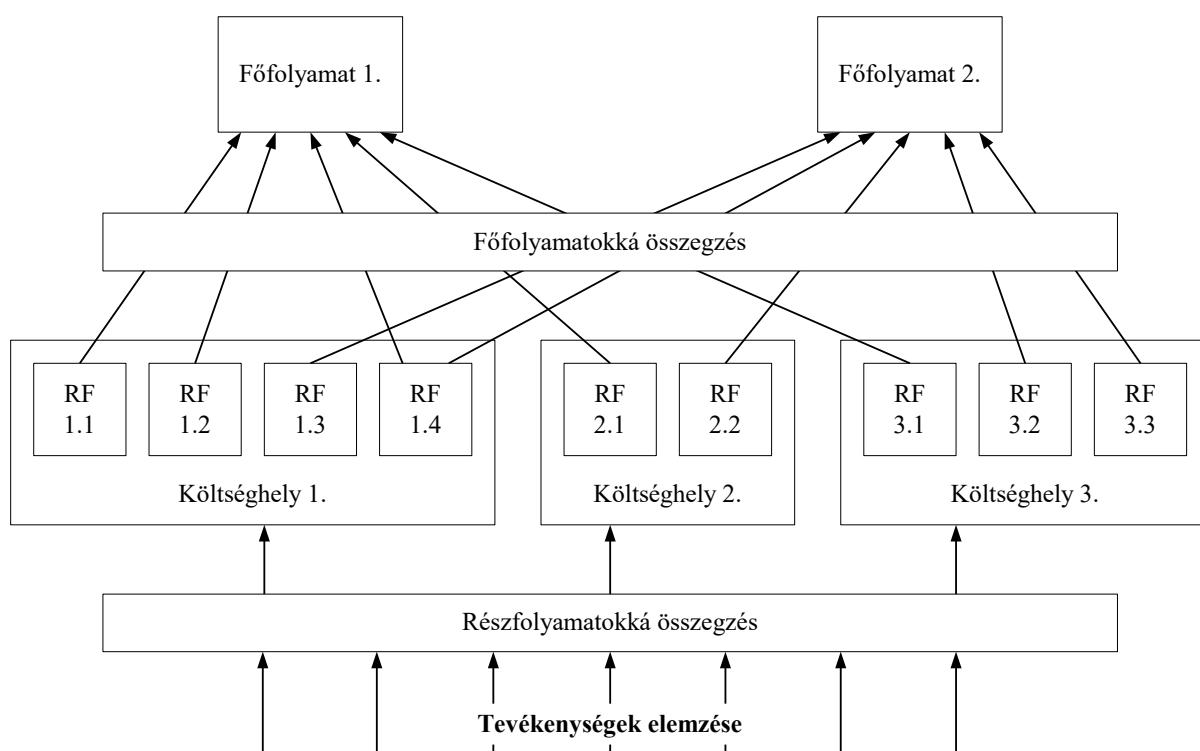 Főfolyamat 1.
Főfolyamat 2.
Főfolyamatokká összegzés
RF
1.1
RF
1.2
RF
1.3
RF
1.4
Költséghely 1.
RF
2.1
RF
2.2
Költséghely 2.
RF
3.1
RF
3.2
RF
3.3
Költséghely 3.
Részfolyamatokká összegzés
Tevékenységek elemzése